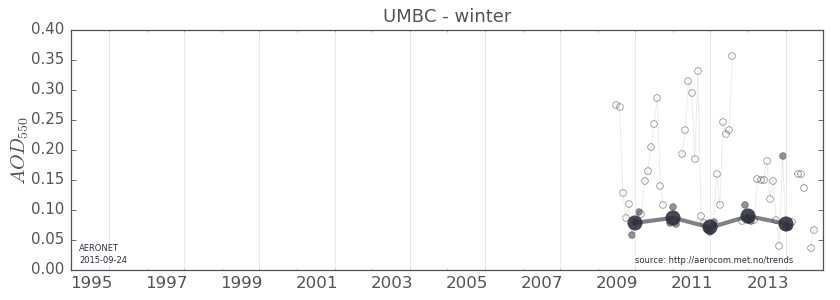 UMBC - winter
0.40
0.35
0.30
0.25
0.20
0.15
0.10
0.05
0.00
AOD550
AERONET
2015-09-24
source: http://aerocom.met.no/trends
1995 1997 1999 2001 2003 2005 2007 2009 2011 2013